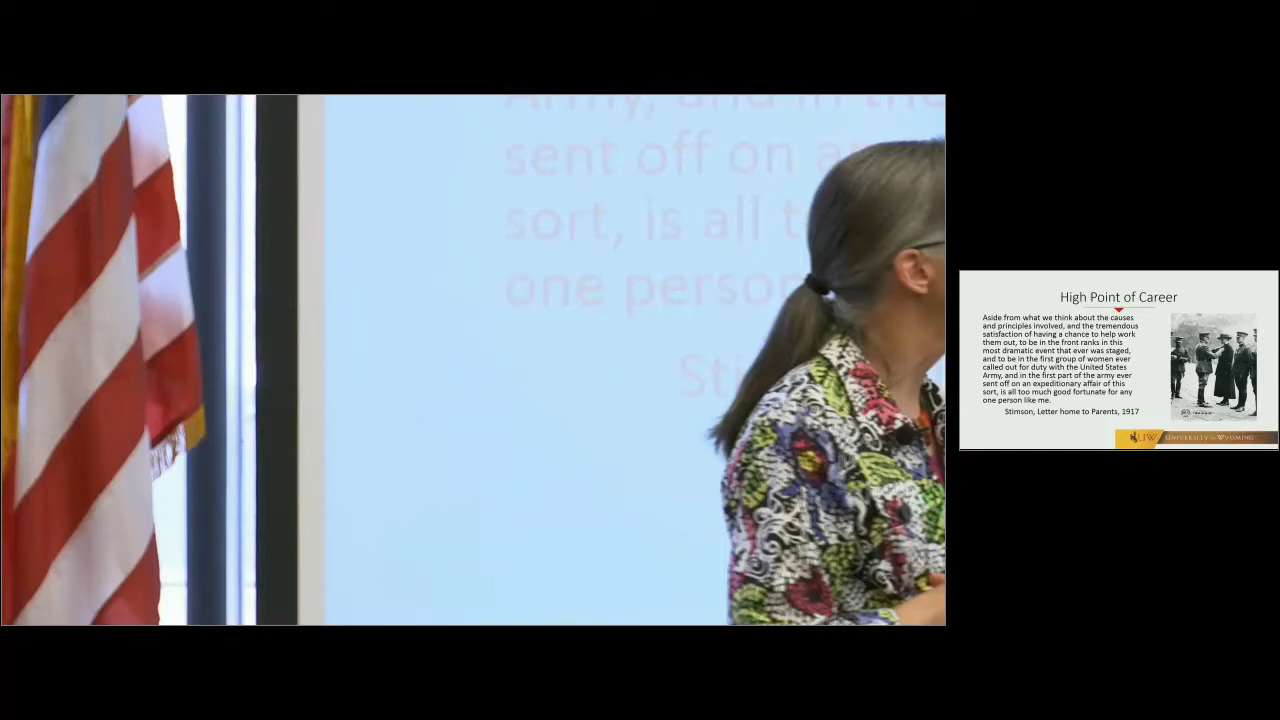 Army, and in the
sent off on a
sort, is all t
one person
Sti
High Point of Career
Aside from what we think about the causes
and principles involved, and the tremendous
satisfaction of having a chance to help work
them out, to be in the front ranks in this
most dramatic event that ever was staged,
and to be in the first group of women ever
called out for duty with the United States
Army, and in the first part of the army ever
sent off on an expeditionary affair of this
sort, is all too much good fortunate for any
one person like me.
Stimson, Letter home to Parents, 1917
UW UNIVERSITY OF WYOMING